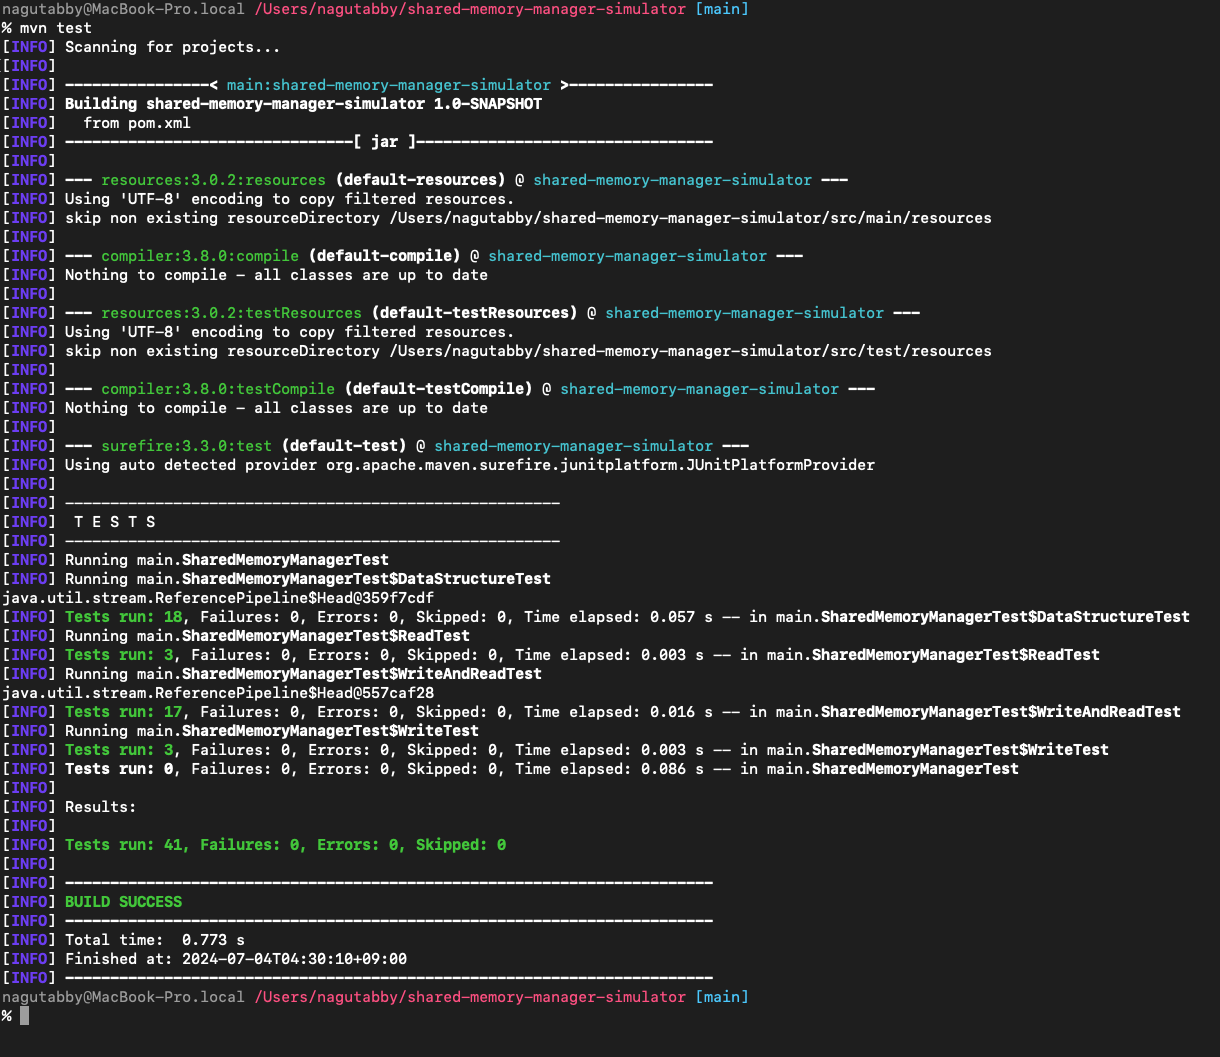 nagutabby@MacBook-Pro.local /Users/nagutabby/shared-memory-manager-simulator [main]
% mvn test
[INFO] Scanning for projects...
[INFO]
[INFO] ----------------< main:shared-memory-manager-simulator >----------------
[INFO] Building shared-memory-manager-simulator 1.0-SNAPSHOT
[INFO]   from pom.xml
[INFO] --------------------------------[ jar ]---------------------------------
[INFO]
[INFO] --- resources:3.0.2:resources (default-resources) @ shared-memory-manager-simulator ---
[INFO] Using 'UTF-8' encoding to copy filtered resources.
[INFO] skip non existing resourceDirectory /Users/nagutabby/shared-memory-manager-simulator/src/main/resources
[INFO]
[INFO] --- compiler:3.8.0:compile (default-compile) @ shared-memory-manager-simulator ---
[INFO] Nothing to compile - all classes are up to date
[INFO]
[INFO] --- resources:3.0.2:testResources (default-testResources) @ shared-memory-manager-simulator ---
[INFO] Using 'UTF-8' encoding to copy filtered resources.
[INFO] skip non existing resourceDirectory /Users/nagutabby/shared-memory-manager-simulator/src/test/resources
[INFO]
[INFO] --- compiler:3.8.0:testCompile (default-testCompile) @ shared-memory-manager-simulator ---
[INFO] Nothing to compile - all classes are up to date
[INFO]
[INFO] --- surefire:3.3.0:test (default-test) @ shared-memory-manager-simulator ---
[INFO] Using auto detected provider org.apache.maven.surefire.junitplatform.JUnitPlatformProvider
[INFO]
[INFO] -------------------------------------------------------
[INFO]  T E S T S
[INFO] -------------------------------------------------------
[INFO] Running main.SharedMemoryManagerTest
[INFO] Running main.SharedMemoryManagerTest$DataStructureTest
java.util.stream.ReferencePipeline$Head@359f7cdf
[INFO] Tests run: 18, Failures: 0, Errors: 0, Skipped: 0, Time elapsed: 0.057 s -- in main.SharedMemoryManagerTest$DataStructureTest
[INFO] Running main.SharedMemoryManagerTest$ReadTest
[INFO] Tests run: 3, Failures: 0, Errors: 0, Skipped: 0, Time elapsed: 0.003 s -- in main.SharedMemoryManagerTest$ReadTest
[INFO] Running main.SharedMemoryManagerTest$WriteAndReadTest
java.util.stream.ReferencePipeline$Head@557caf28
[INFO] Tests run: 17, Failures: 0, Errors: 0, Skipped: 0, Time elapsed: 0.016 s -- in main.SharedMemoryManagerTest$WriteAndReadTest
[INFO] Running main.SharedMemoryManagerTest$WriteTest
[INFO] Tests run: 3, Failures: 0, Errors: 0, Skipped: 0, Time elapsed: 0.003 s -- in main.SharedMemoryManagerTest$WriteTest
[INFO] Tests run: 0, Failures: 0, Errors: 0, Skipped: 0, Time elapsed: 0.086 s -- in main.SharedMemoryManagerTest
[INFO]
[INFO] Results:
[INFO]
[INFO] Tests run: 41, Failures: 0, Errors: 0, Skipped: 0
[INFO]
[INFO] ------------------------------------------------------------------------
[INFO] BUILD SUCCESS
[INFO] ------------------------------------------------------------------------
[INFO] Total time:  0.773 s
[INFO] Finished at: 2024-07-04T04:30:10+09:00
[INFO] ------------------------------------------------------------------------
nagutabby@MacBook-Pro.local /Users/nagutabby/shared-memory-manager-simulator [main]
%